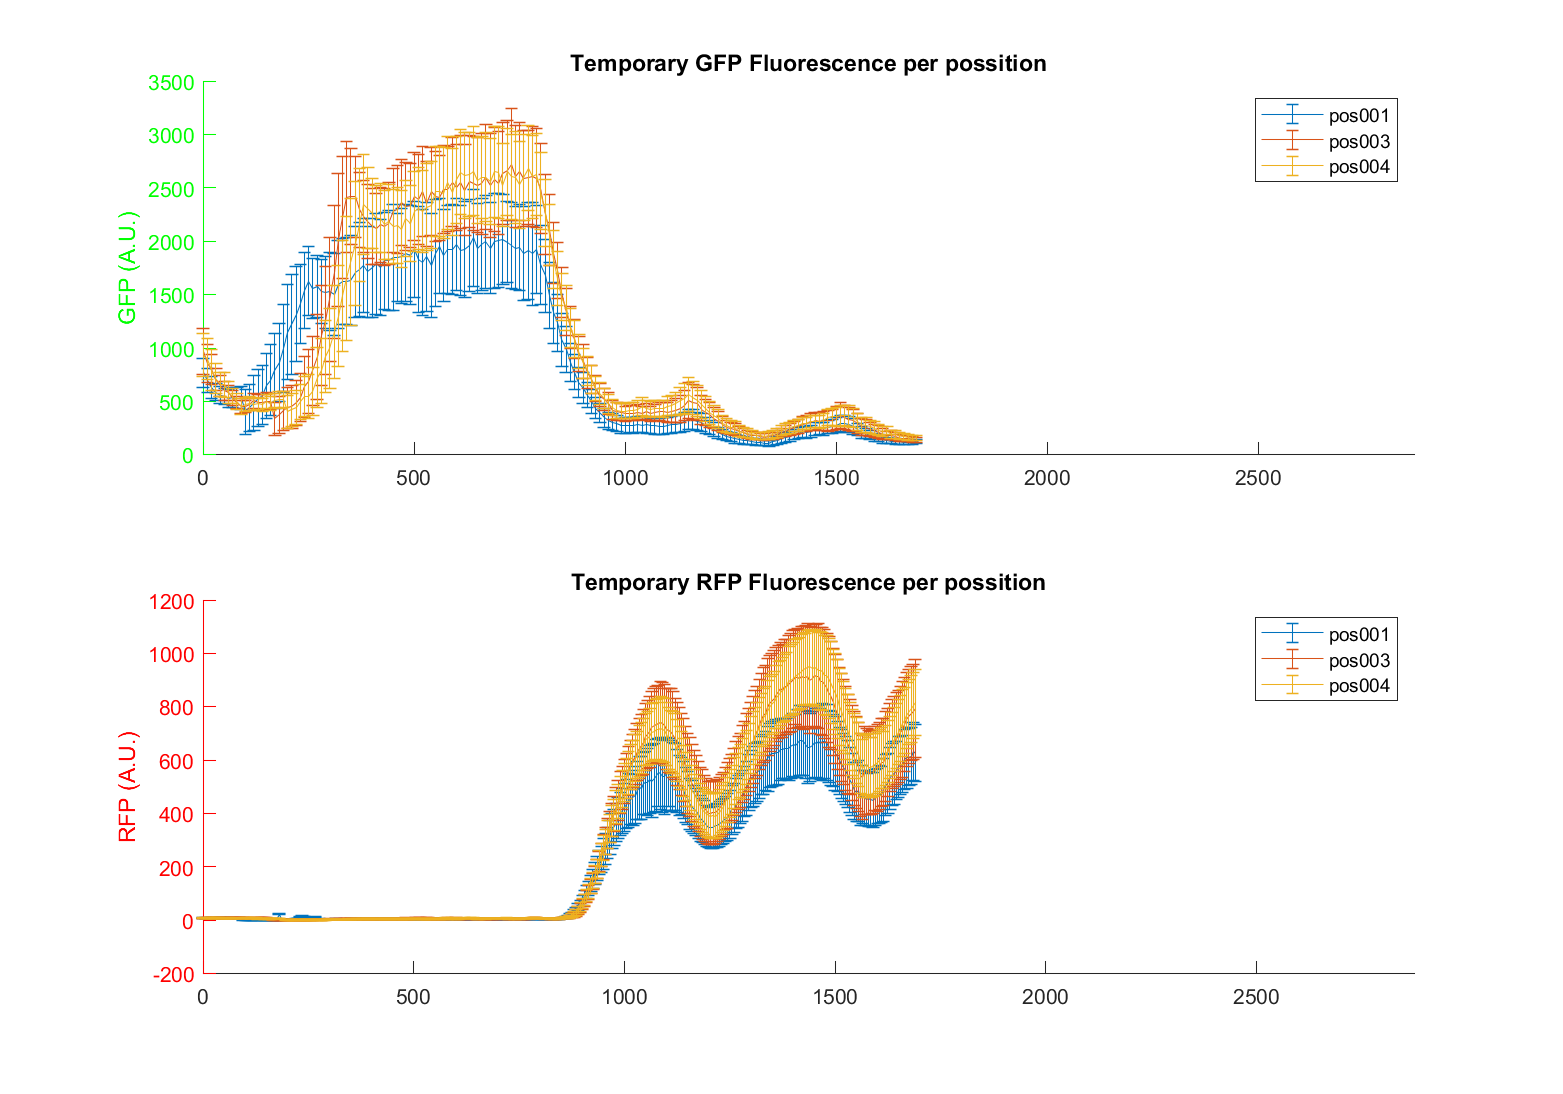 Temporary GFP Fluorescence per possition
GFP (A.U.)
3500
3000
2500
2000
1500
1000
500
0
0 500 1000 1500 2000 2500
pos001
pos003
pos004
Temporary RFP Fluorescence per possition
RFP (A.U.)
1200
1000
800
600
400
200
0
-200
0 500 1000 1500 2000 2500
pos001
pos003
pos004